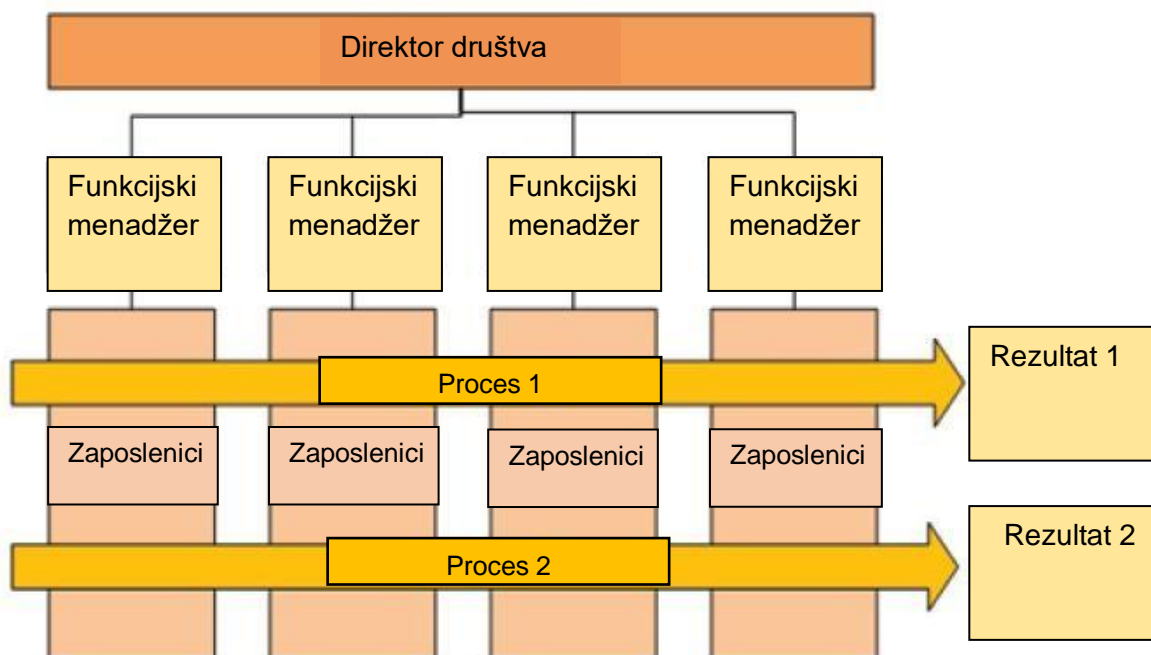 Direktor društva
Funkcijski
menadžer
Funkcijski
menadžer
Funkcijski
menadžer
Funkcijski
menadžer
Proces 1
Rezultat 1
Zaposlenici
Zaposlenici
Zaposlenici
Zaposlenici
Proces 2
Rezultat 2